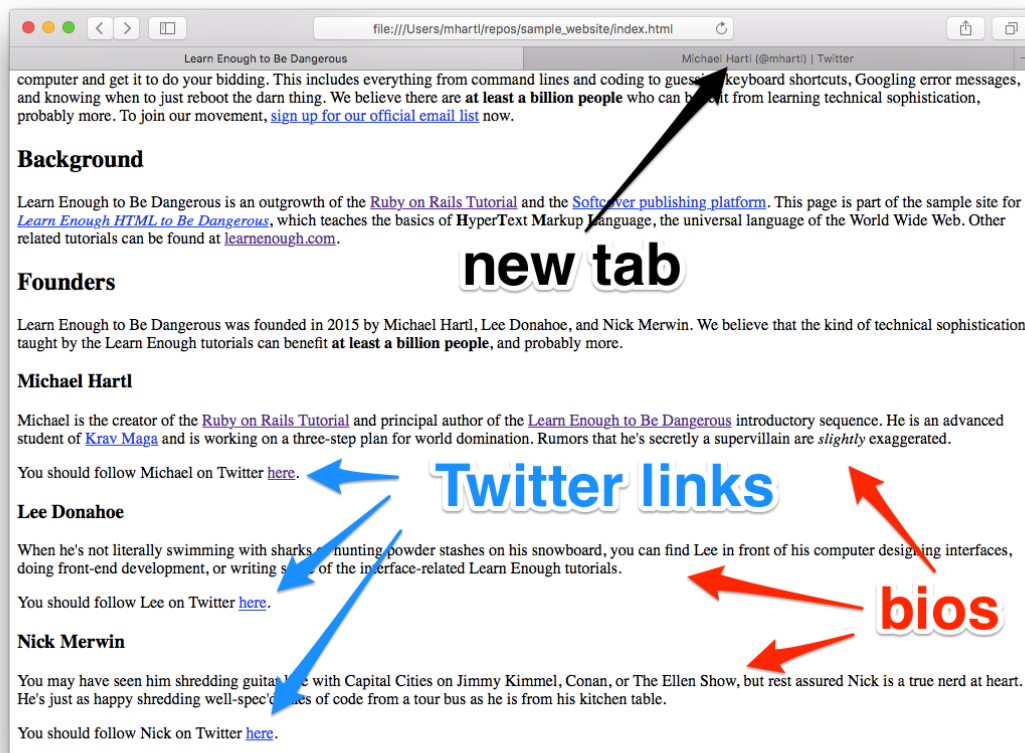 file:///Users/mhartl/repos/sample_website/index.html
Learn Enough to Be Dangerous
Michael Hartl (@mhartl) | Twitter
computer and get it to do your bidding. This includes everything from command lines and coding to guessing keyboard shortcuts, Googling error messages,
and knowing when to just reboot the darn thing. We believe there are at least a billion people who can benefit from learning technical sophistication,
probably more. To join our movement, sign up for our official email list now.
Background
Learn Enough to Be Dangerous is an outgrowth of the Ruby on Rails Tutorial and the Softcover publishing platform. This page is part of the sample site for
Learn Enough HTML to Be Dangerous, which teaches the basics of HyperText Markup Language, the universal language of the World Wide Web. Other
related tutorials can be found at learnenough.com.
new tab
Founders
Learn Enough to Be Dangerous was founded in 2015 by Michael Hartl, Lee Donahoe, and Nick Merwin. We believe that the kind of technical sophistication
taught by the Learn Enough tutorials can benefit at least a billion people, and probably more.
Michael Hartl
Michael is the creator of the Ruby on Rails Tutorial and principal author of the Learn Enough to Be Dangerous introductory sequence. He is an advanced
student of Krav Maga and is working on a three-step plan for world domination. Rumors that he's secretly a supervillain are slightly exaggerated.
You should follow Michael on Twitter here.
Twitter links
Lee Donahoe
When he's not literally swimming with sharks or hunting powder stashes on his snowboard, you can find Lee in front of his computer designing interfaces,
doing front-end development, or writing some of the interface-related Learn Enough tutorials.
You should follow Lee on Twitter here.
bios
Nick Merwin
You may have seen him shredding guitar live with Capital Cities on Jimmy Kimmel, Conan, or The Ellen Show, but rest assured Nick is a true nerd at heart.
He's just as happy shredding well-spec'd lines of code from a tour bus as he is from his kitchen table.
You should follow Nick on Twitter here.